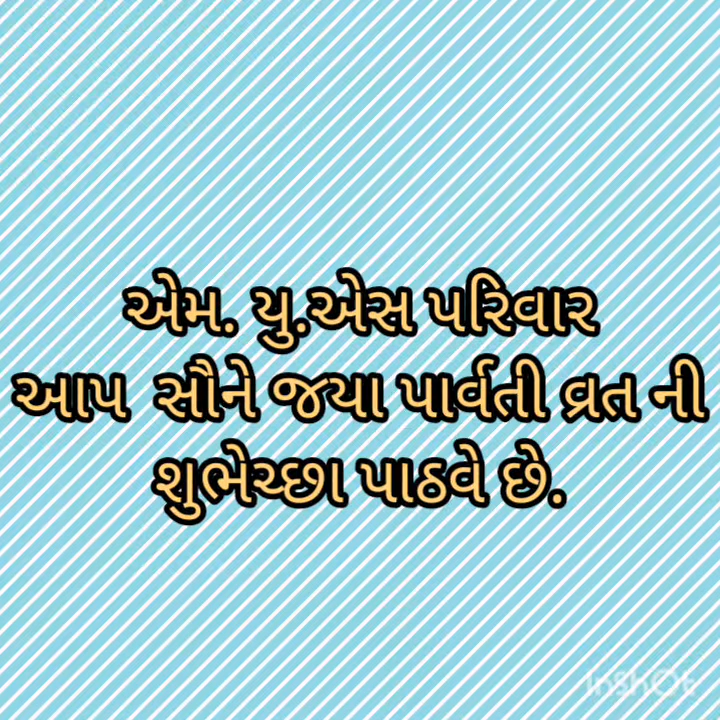 એમ. યુ.એસ પરિવાર
આપ  સૌને જયા પાર્વતી વ્રત ની
શુભેચ્છા પાઠવે છે.
InShOt